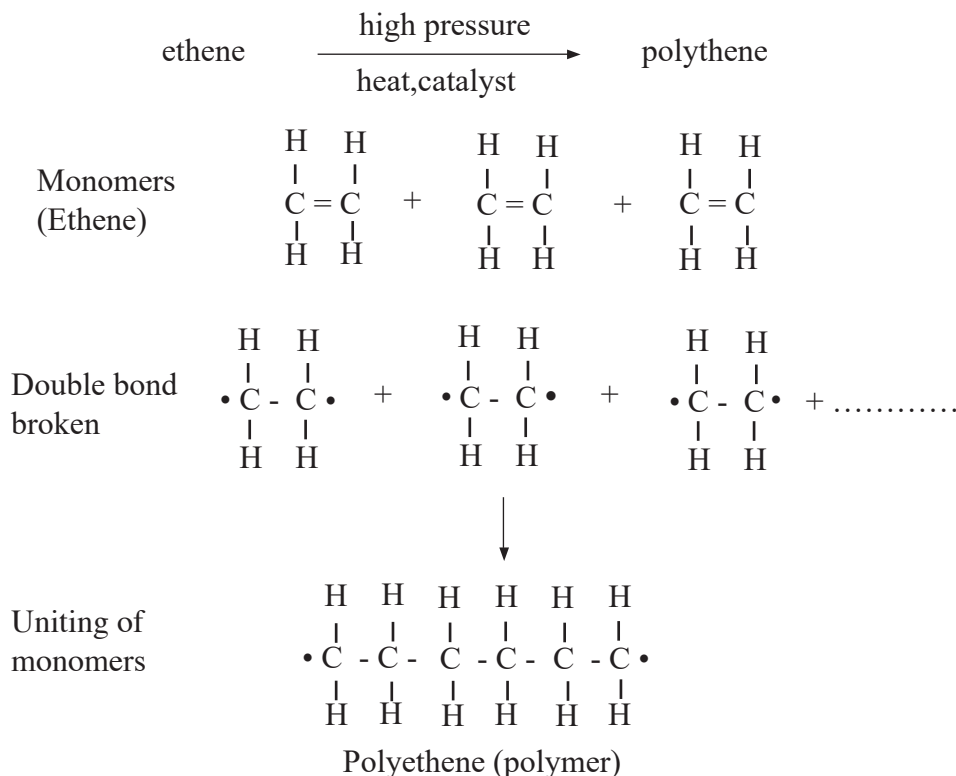 high pressure
ethene polythene
heat,catalyst
H H H H H H
Monomers
(Ethene)
C = C + C = C + C = C
H H H H H H
H H H H H H
Double bond
broken
• C - C • + • C - C • + • C - C • + …………
H H H H H H
H H H H H H
Uniting of
monomers
• C - C - C - C - C - C •
H H H H H H
Polyethene (polymer)